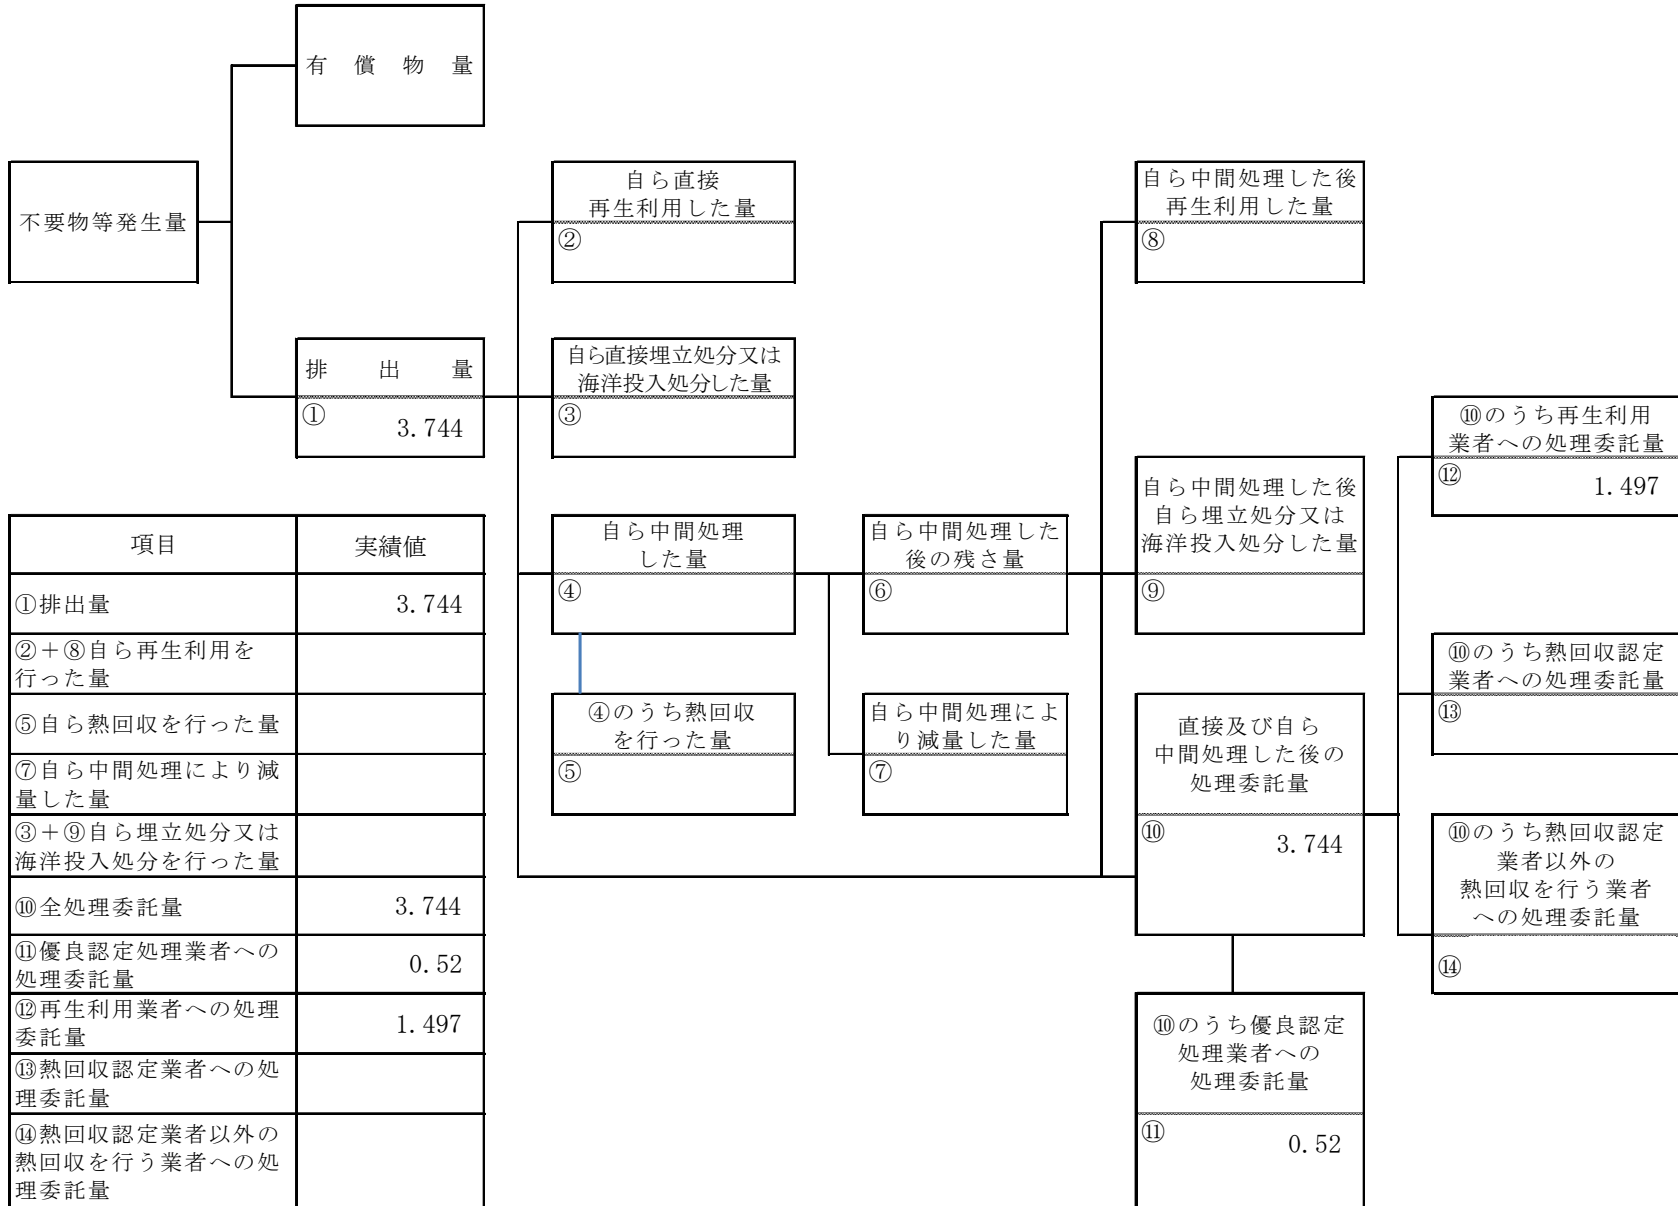 有償物量
不要物等発生量
自ら直接
再生利用した量
②
自ら中間処理した後
再生利用した量
⑧
排出量
① 3.744
自ら直接埋立処分又は
海洋投入処分した量
③
⑩のうち再生利用
業者への処理委託量
⑫ 1.497
自ら中間処理した後
自ら埋立処分又は
海洋投入処分した量
⑨
自ら中間処理
した量
④
自ら中間処理した
後の残さ量
⑥
⑩のうち熱回収認定
業者への処理委託量
⑬
④のうち熱回収
を行った量
⑤
自ら中間処理によ
り減量した量
⑦
直接及び自ら
中間処理した後の
処理委託量
⑩ 3.744
⑩のうち熱回収認定
業者以外の
熱回収を行う業者
への処理委託量
⑭
⑩のうち優良認定
処理業者への
処理委託量
⑪ 0.52
項目 実績値
①排出量 3.744
②+⑧自ら再生利用を
行った量
⑤自ら熱回収を行った量
⑦自ら中間処理により減
量した量
③+⑨自ら埋立処分又は
海洋投入処分を行った量
⑩全処理委託量 3.744
⑪優良認定処理業者への
処理委託量 0.52
⑫再生利用業者への処理
委託量 1.497
⑬熱回収認定業者への処
理委託量
⑭熱回収認定業者以外の
熱回収を行う業者への処
理委託量